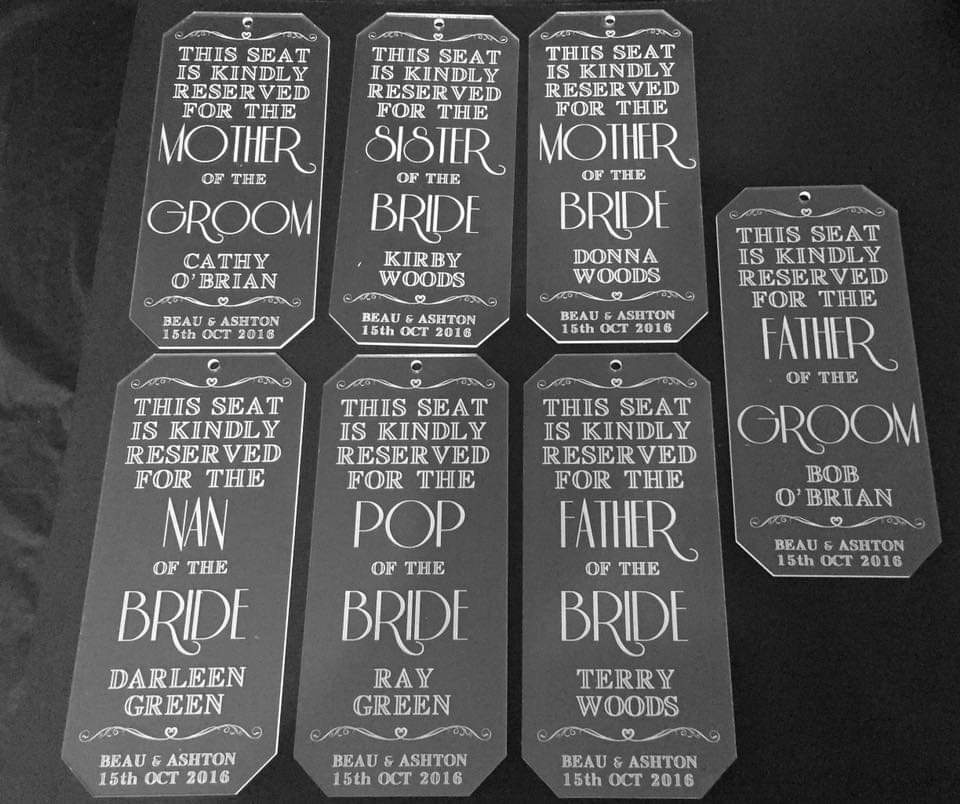 THIS SEAT
IS KINDLY
RESERVED
FOR THE
MOTHER
OF THE
GROOM
CATHY
O'BRIAN
BEAU & ASHTON
15th OCT 2016
THIS SEAT
IS KINDLY
RESERVED
FOR THE
SISTER
OF THE
BRIDE
KIRBY
WOODS
BEAU & ASHTON
15th OCT 2016
THIS SEAT
IS KINDLY
RESERVED
FOR THE
MOTHER
OF THE
BRIDE
DONNA
WOODS
BEAU & ASHTON
15th OCT 2016
THIS SEAT
IS KINDLY
RESERVED
FOR THE
FATHER
OF THE
GROOM
BOB
O'BRIAN
BEAU & ASHTON
15th OCT 2016
THIS SEAT
IS KINDLY
RESERVED
FOR THE
NAN
OF THE
BRIDE
DARLEEN
GREEN
BEAU & ASHTON
15th OCT 2016
THIS SEAT
IS KINDLY
RESERVED
FOR THE
POP
OF THE
BRIDE
RAY
GREEN
BEAU & ASHTON
15th OCT 2016
THIS SEAT
IS KINDLY
RESERVED
FOR THE
FATHER
OF THE
BRIDE
TERRY
WOODS
BEAU & ASHTON
15th OCT 2016